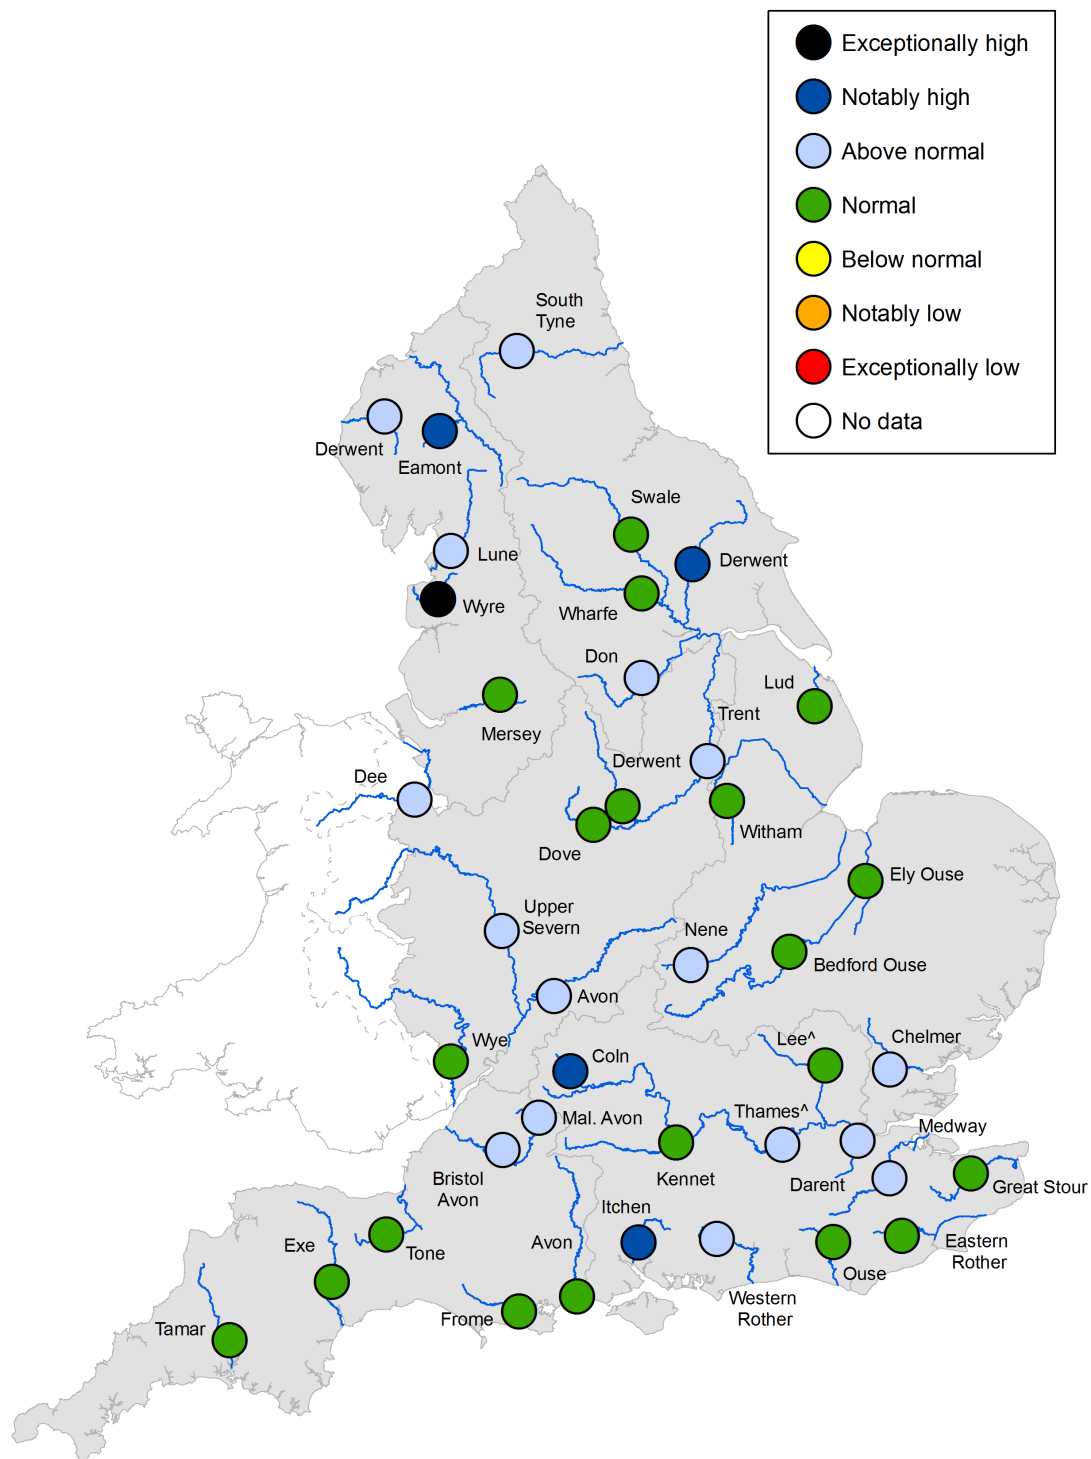 Exceptionally high
Notably high
Above normal
Normal
Below normal
Notably low
Exceptionally low
No data
South
Tyne
Derwent
Eamont
Swale
Lune
Derwent
Wyre
Wharfe
Don
Lud
Trent
Mersey
Derwent
Dee
Witham
Dove
Ely Ouse
Upper
Severn
Nene
Bedford Ouse
Avon
Wye
Coln
Lee^
Chelmer
Mal. Avon
Thames^
Medway
Bristol
Avon
Kennet
Darent
Great Stour
Itchen
Exe
Tone
Avon
Eastern
Rother
Ouse
Western
Rother
Frome
Tamar